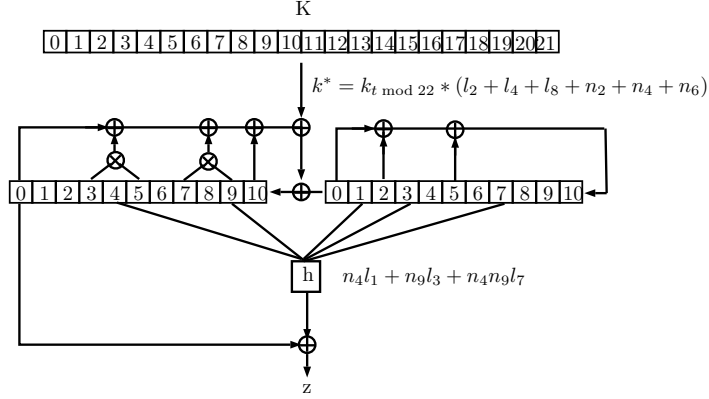 K
0 1 2 3 4 5 6 7 8 9 10 11 12 13 14 15 16 17 18 19 20 21
k* = k_{t mod 22} * (l_2 + l_4 + l_8 + n_2 + n_4 + n_6)
0 1 2 3 4 5 6 7 8 9 10 0 1 2 3 4 5 6 7 8 9 10
h n_4l_1 + n_9l_3 + n_4n_9l_7
z